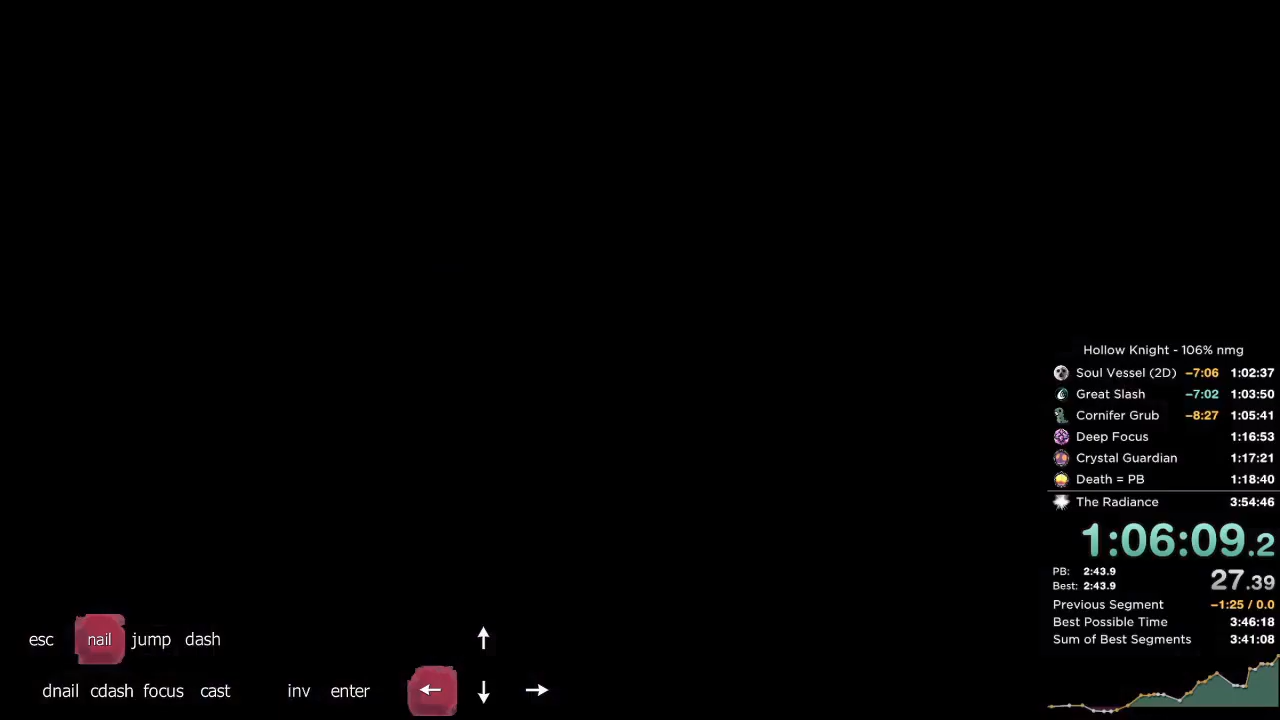 Hollow Knight - 106% nmg
Soul Vessel (2D) −7:06 1:02:37
Great Slash −7:02 1:03:50
Cornifer Grub −8:27 1:05:41
Deep Focus 1:16:53
Crystal Guardian 1:17:21
Death = PB 1:18:40
The Radiance 3:54:46
1:06:09.2
PB: 2:43.9
Best: 2:43.9
27.39
Previous Segment −1:25 / 0.0
Best Possible Time 3:46:18
Sum of Best Segments 3:41:08
esc nail jump dash ↑
dnail cdash focus cast inv enter ← ↓ →